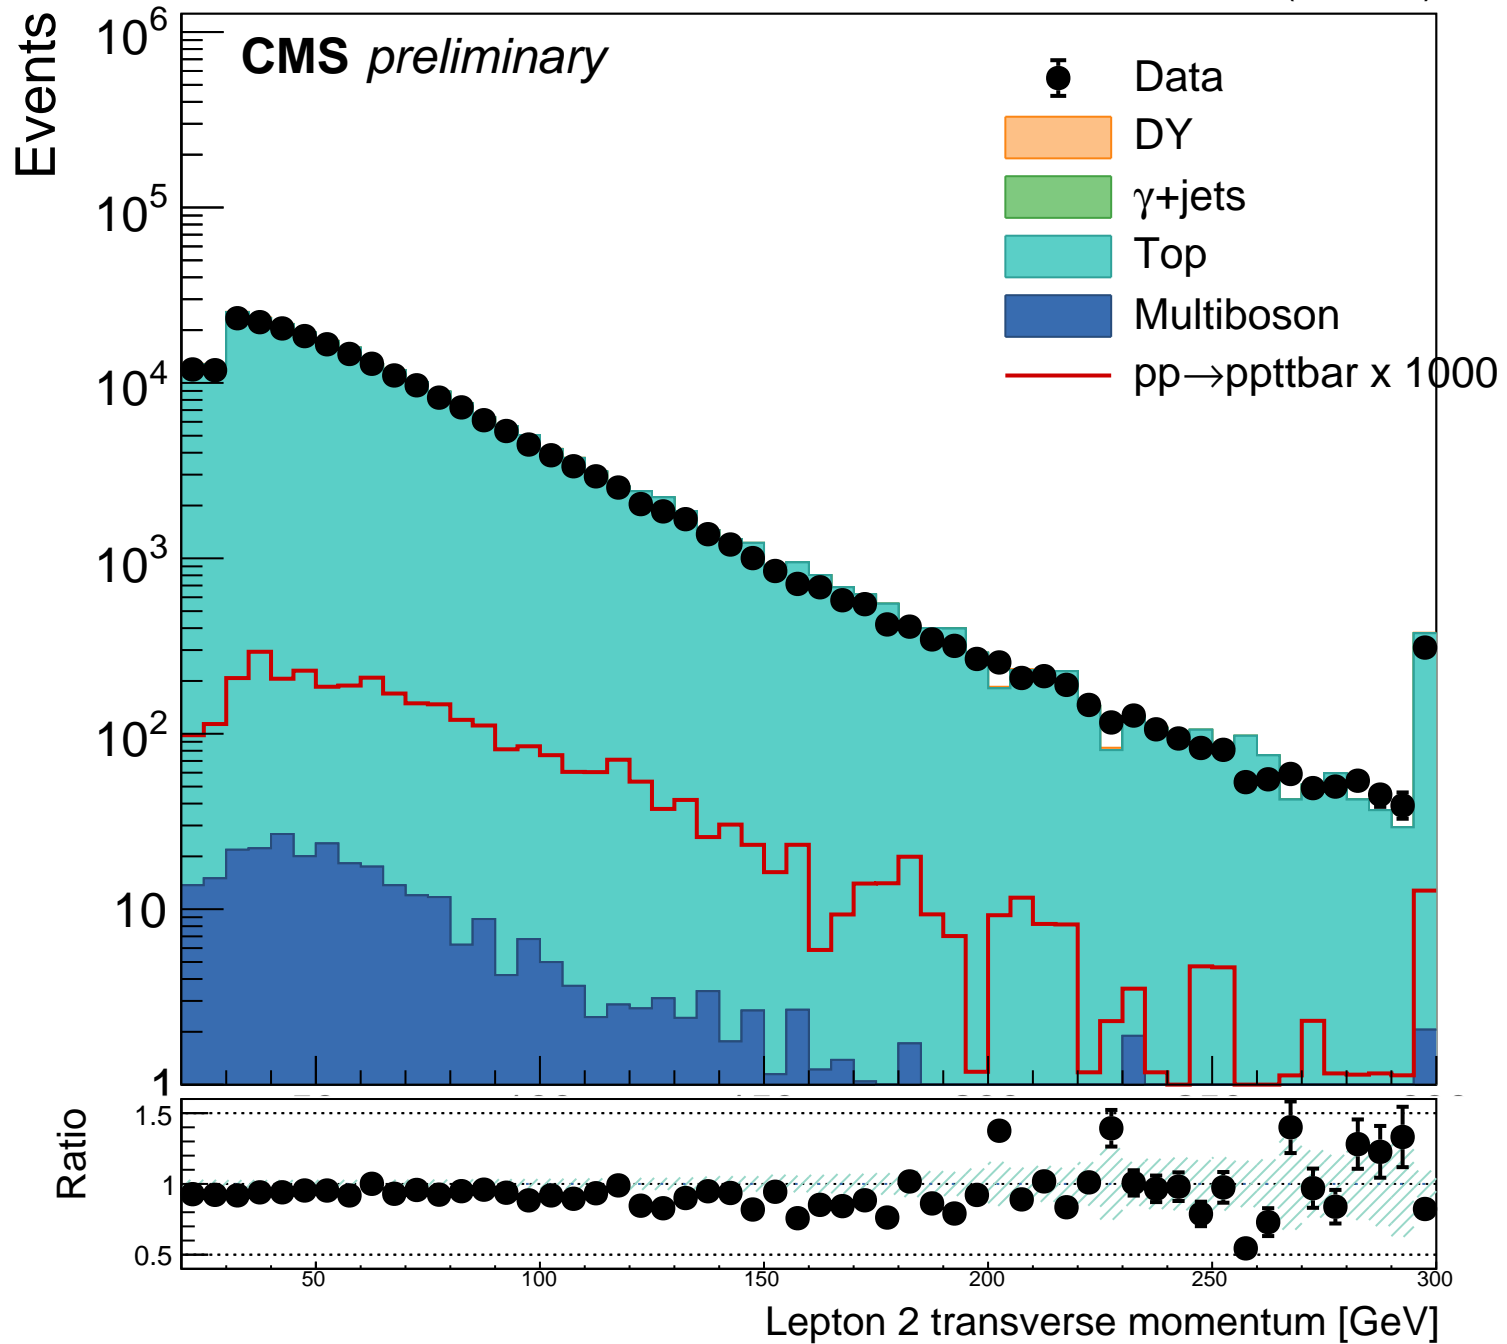 CMS preliminary
Events
10^6
10^5
10^4
10^3
10^2
10
1
Data
DY
γ+jets
Top
Multiboson
pp→ppttbar x 1000
Ratio
1.5
1
0.5
50 100 150 200 250 300
Lepton 2 transverse momentum [GeV]